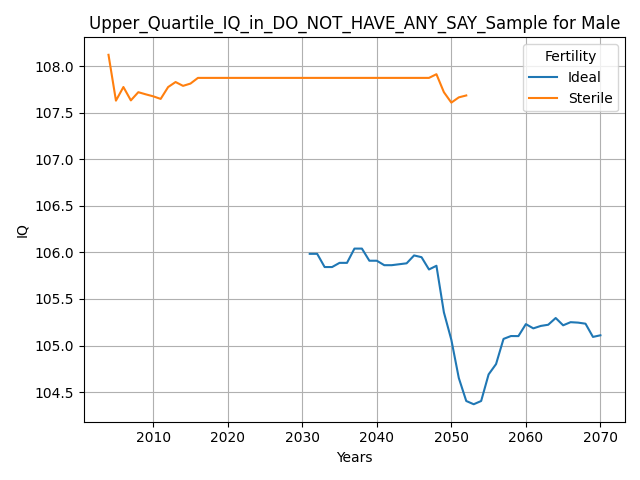 Upper_Quartile_IQ_in_DO_NOT_HAVE_ANY_SAY_Sample for Male
Fertility
Ideal
Sterile
IQ
108.0
107.5
107.0
106.5
106.0
105.5
105.0
104.5
2010 2020 2030 2040 2050 2060 2070
Years